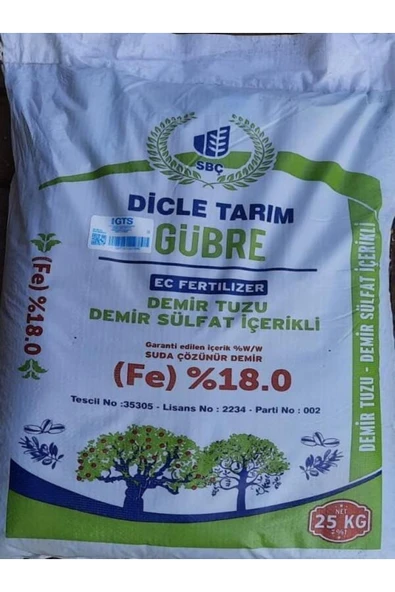 SBÇ
DİCLE TARIM
GTS
GÜBRE
EC FERTILIZER
DEMİR TUZU
DEMİR SÜLFAT İÇERİKLİ
Garanti edilen içerik %W/W
SUDA ÇÖZÜNÜR DEMİR
(Fe) %18.0
Tescil No :35305 - Lisans No : 2234 - Parti No : 002
(Fe) %18.0
DEMİR TUZU - DEMİR SÜLFAT İÇERİKLİ
NET
25 KG